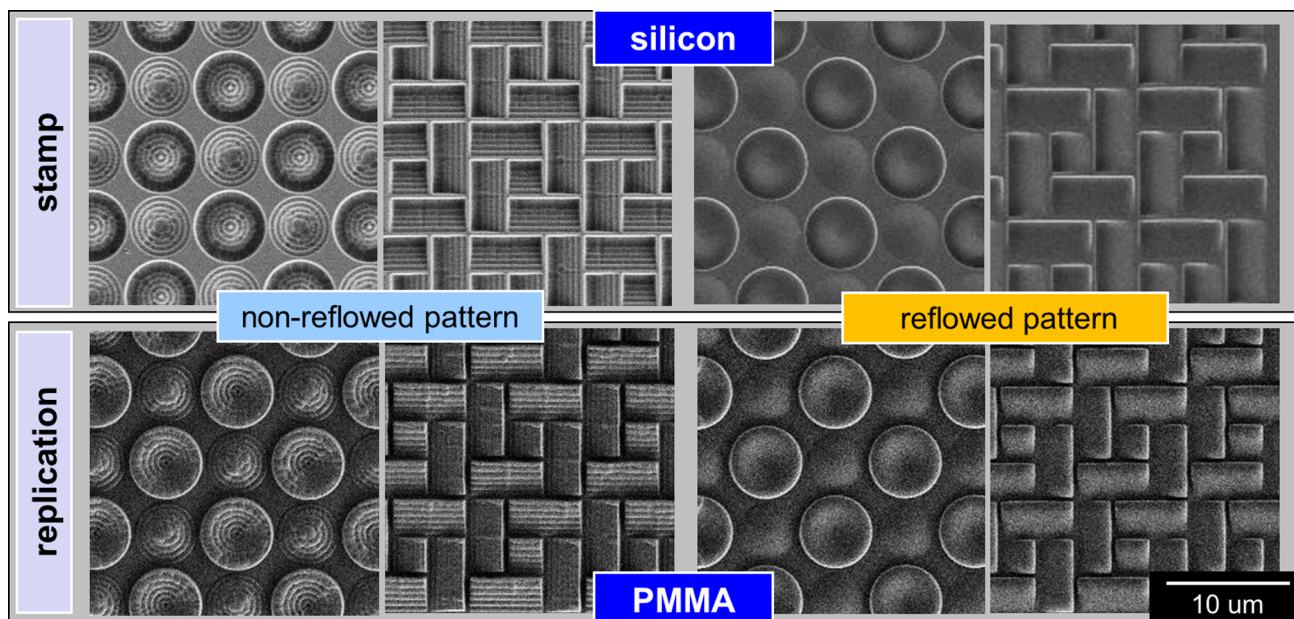 silicon
stamp
non-reflowed pattern
reflowed pattern
replication
PMMA
10 um